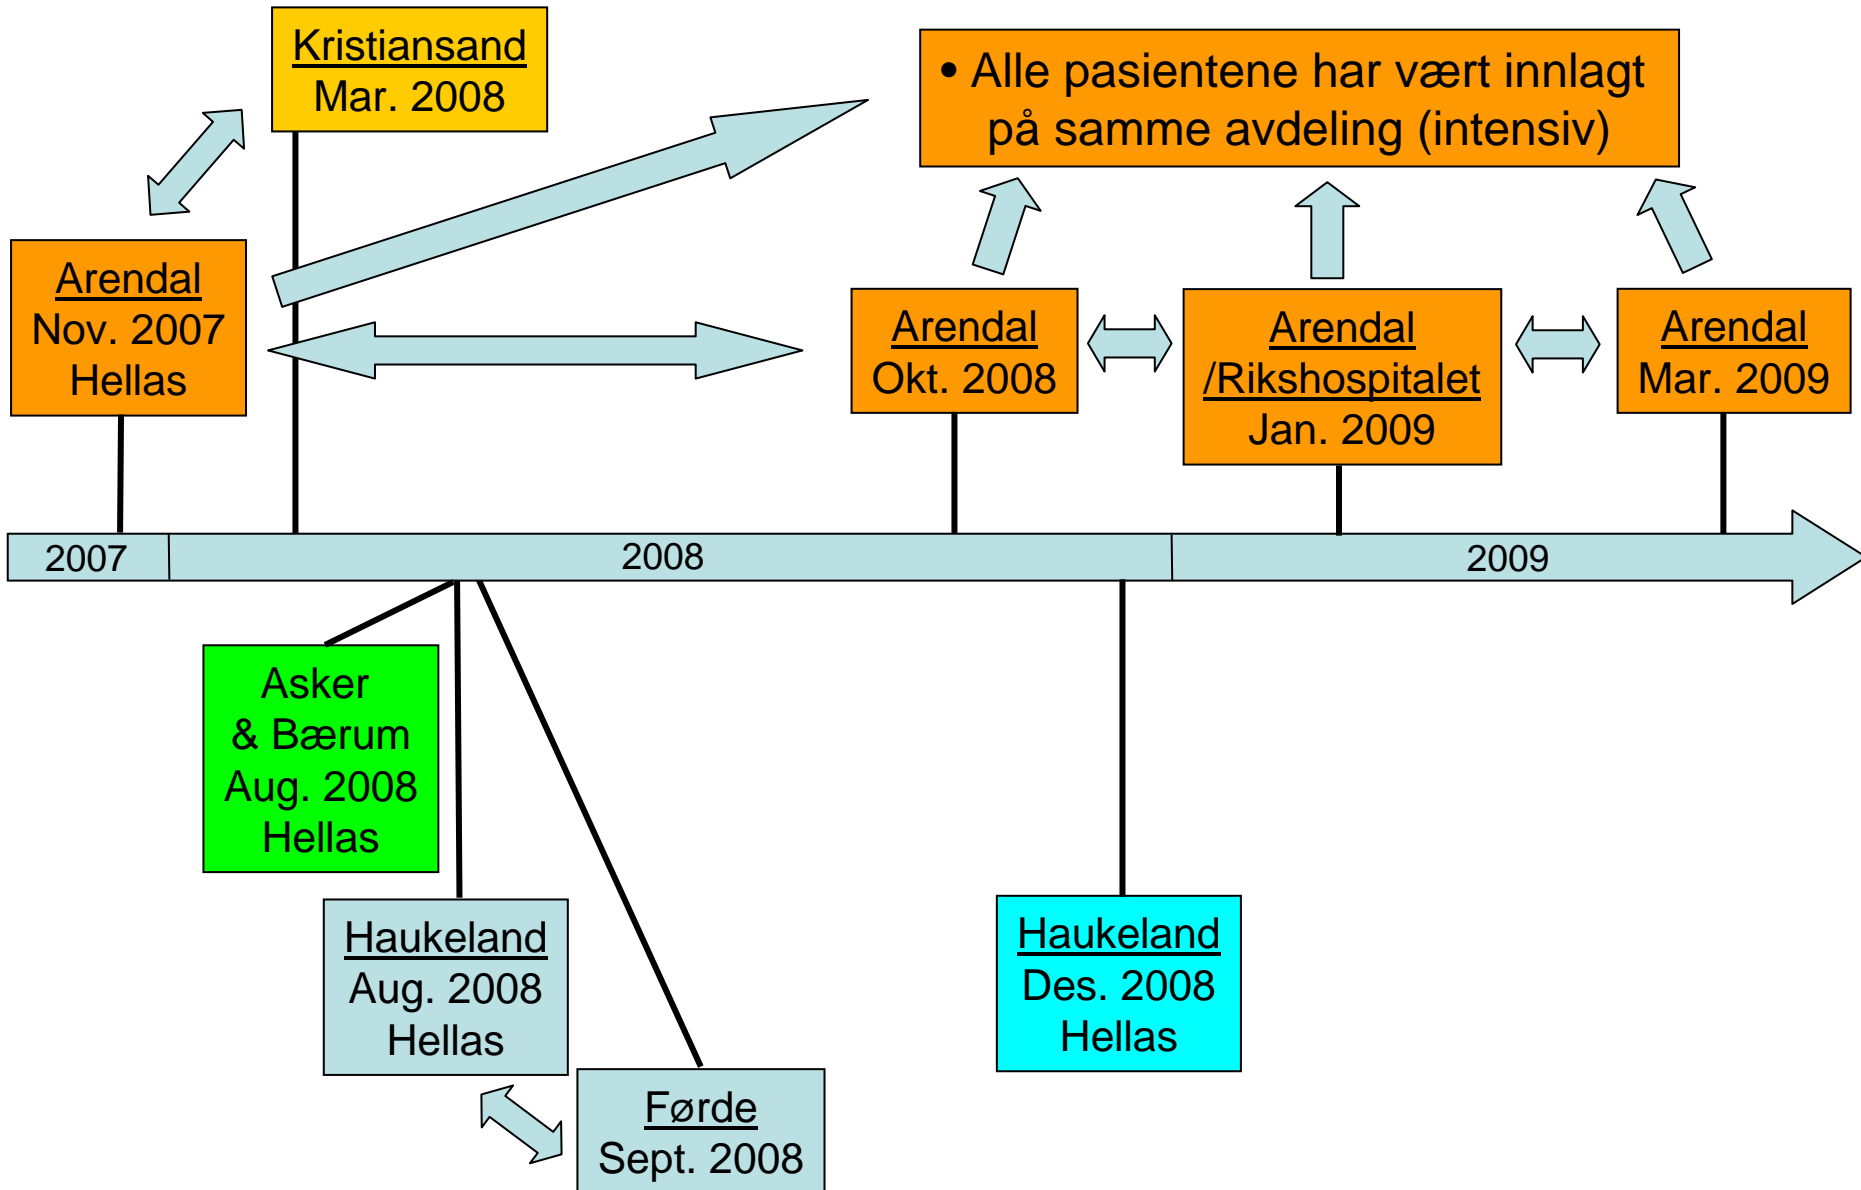 Kristiansand
Mar. 2008
• Alle pasientene har vært innlagt
på samme avdeling (intensiv)
Arendal
Nov. 2007
Hellas
Arendal
Okt. 2008
Arendal
/Rikshospitalet
Jan. 2009
Arendal
Mar. 2009
2007
2008
2009
Asker
& Bærum
Aug. 2008
Hellas
Haukeland
Aug. 2008
Hellas
Førde
Sept. 2008
Haukeland
Des. 2008
Hellas